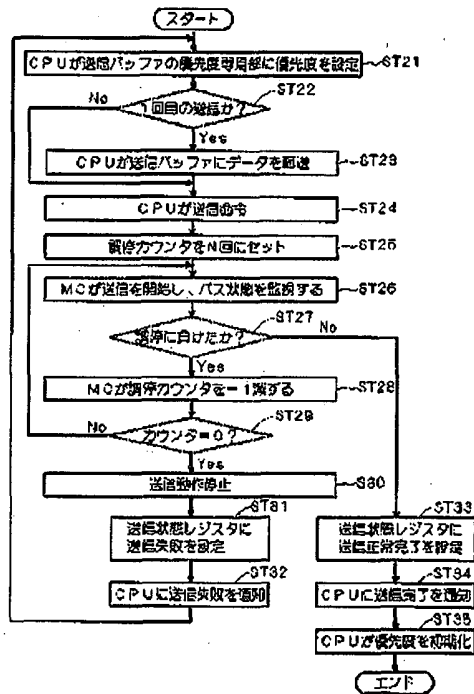 スタート
CPUが送信バッファの優先度専用部に優先度を設定
ST21
1回目の送信か?
ST22
No
Yes
CPUが送信バッファにデータを転送
ST23
CPUが送信命令
ST24
調停カウンタをN回にセット
ST25
MCが送信を開始し、バス状態を監視する
ST26
調停に負けたか?
ST27
No
Yes
MCが調停カウンタを-1減する
ST28
カウンタ=0?
ST29
No
Yes
送信動作停止
S30
ST31
送信状態レジスタに
送信失敗を設定
ST32
CPUに送信失敗を通知
ST33
送信状態レジスタに
送信正常完了を設定
ST34
CPUに送信完了を通知
ST35
CPUが優先度を初期化
エンド